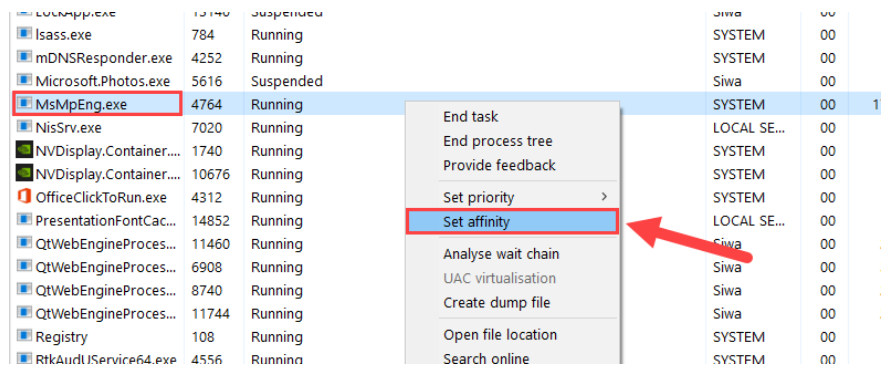 LockApp.exe 13140 Suspended Siwa 00
lsass.exe 784 Running SYSTEM 00
mDNSResponder.exe 4252 Running SYSTEM 00
Microsoft.Photos.exe 5616 Suspended Siwa 00
MsMpEng.exe 4764 Running SYSTEM 00 1
End task
NisSrv.exe 7020 Running LOCAL SE... 00
End process tree
NVDisplay.Container.... 1740 Running SYSTEM 00
Provide feedback
NVDisplay.Container.... 10676 Running SYSTEM 00
OfficeClickToRun.exe 4312 Running Set priority > SYSTEM 00
PresentationFontCac... 14852 Running Set affinity LOCAL SE... 00
QtWebEngineProces... 11460 Running Siwa 00
Analyse wait chain
QtWebEngineProces... 6908 Running Siwa 00
UAC virtualisation
QtWebEngineProces... 8740 Running Siwa 00
Create dump file
QtWebEngineProces... 11744 Running Siwa 00
Registry 108 Running Open file location SYSTEM 00
RtkAudUService64.exe 4556 Running Search online SYSTEM 00